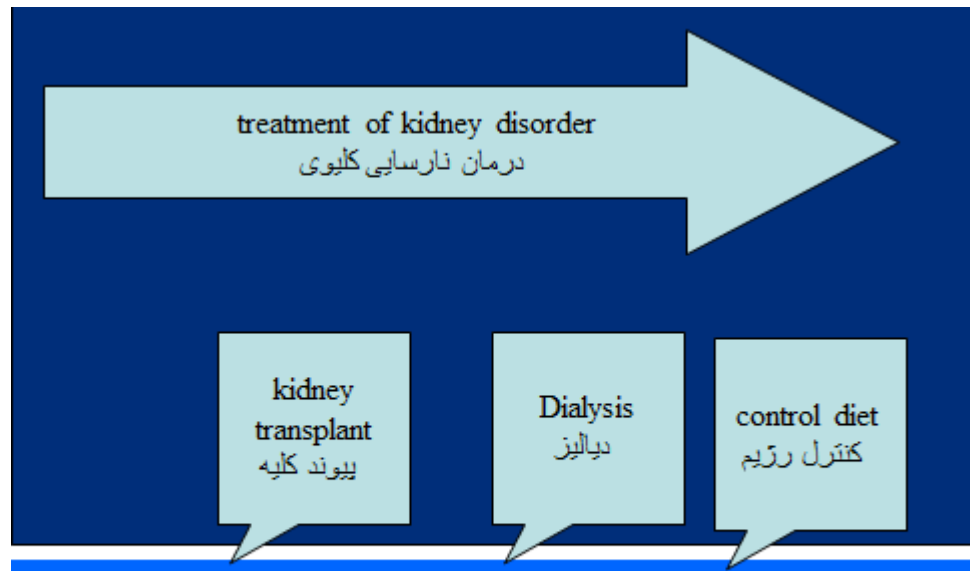 treatment of kidney disorder
درمان نارسایی کلیوی
kidney
transplant
پیوند کلیه
Dialysis
دیالیز
control diet
کنترل رژیم